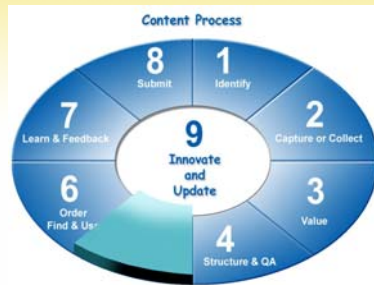 Content Process
1
Identify
2
Capture or Collect
3
Value
4
Structure & QA
6
Order
Find & Use
7
Learn & Feedback
8
Submit
9
Innovate
and
Update